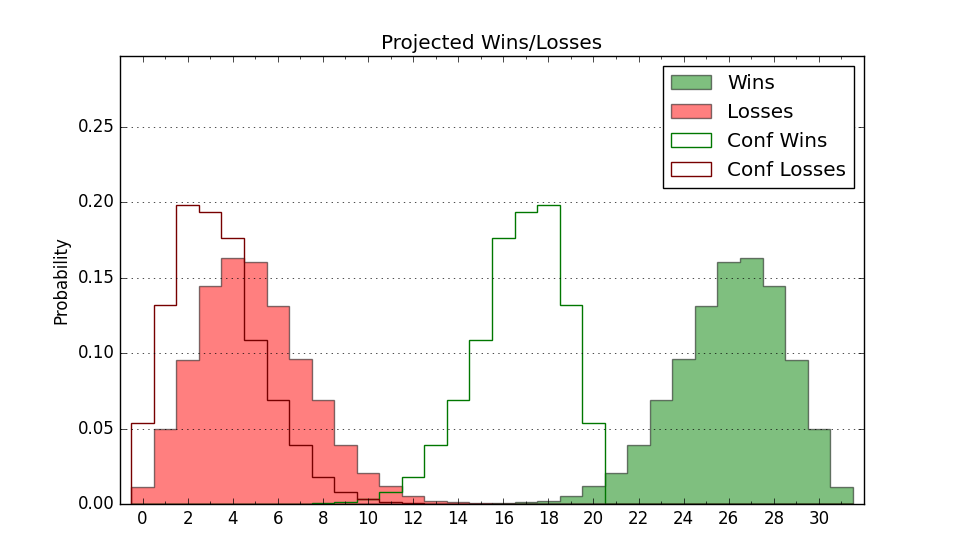 Projected Wins/Losses
Wins
Losses
Conf Wins
Conf Losses
Probability
0.25
0.20
0.15
0.10
0.05
0.00
0 2 4 6 8 10 12 14 16 18 20 22 24 26 28 30